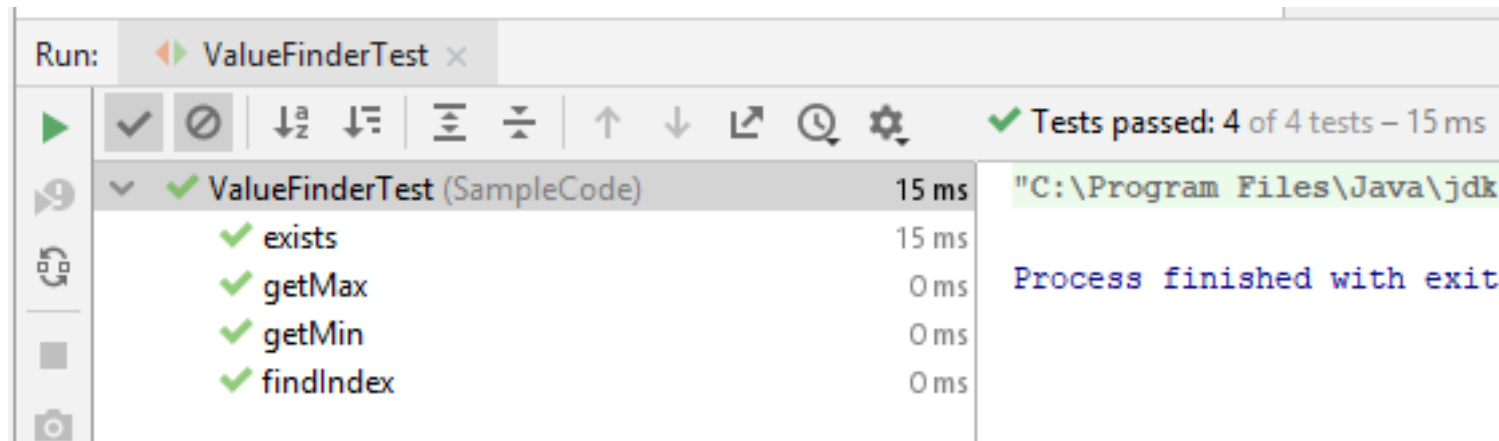 Run: ValueFinderTest
Tests passed: 4 of 4 tests – 15 ms
ValueFinderTest (SampleCode) 15 ms
exists 15 ms
getMax 0 ms
getMin 0 ms
findIndex 0 ms
"C:\Program Files\Java\jdk
Process finished with exit